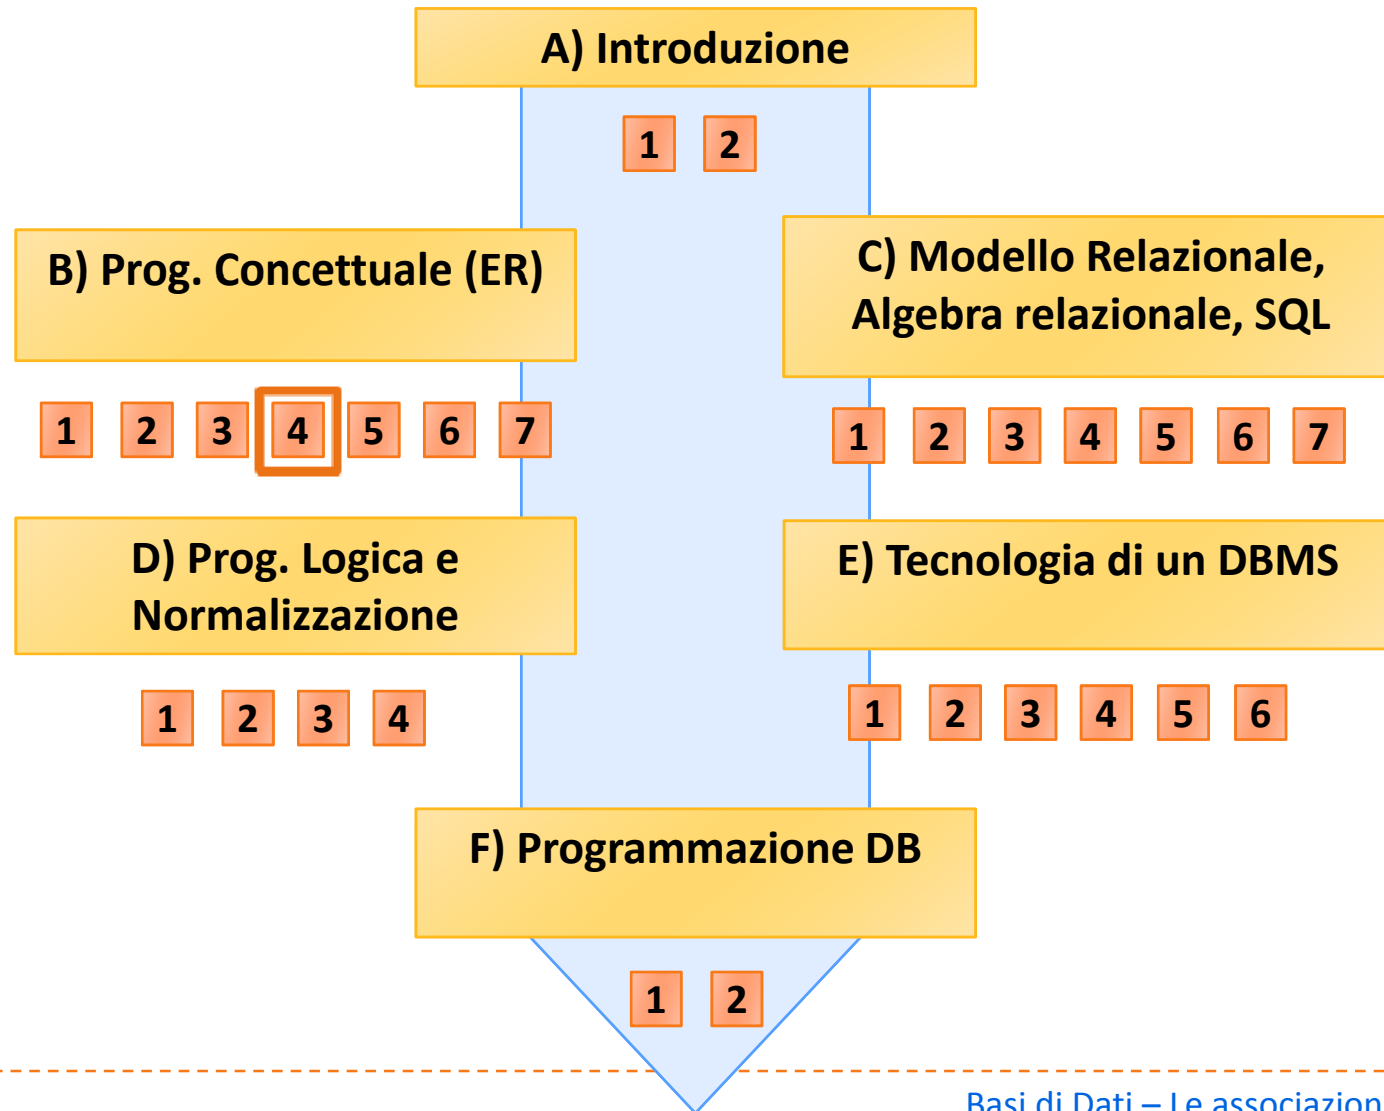 A) Introduzione
1 2
B) Prog. Concettuale (ER)
C) Modello Relazionale,
Algebra relazionale, SQL
1 2 3 4 5 6 7
1 2 3 4 5 6 7
D) Prog. Logica e
Normalizzazione
E) Tecnologia di un DBMS
1 2 3 4
1 2 3 4 5 6
F) Programmazione DB
1 2
Basi di Dati – Le associazion